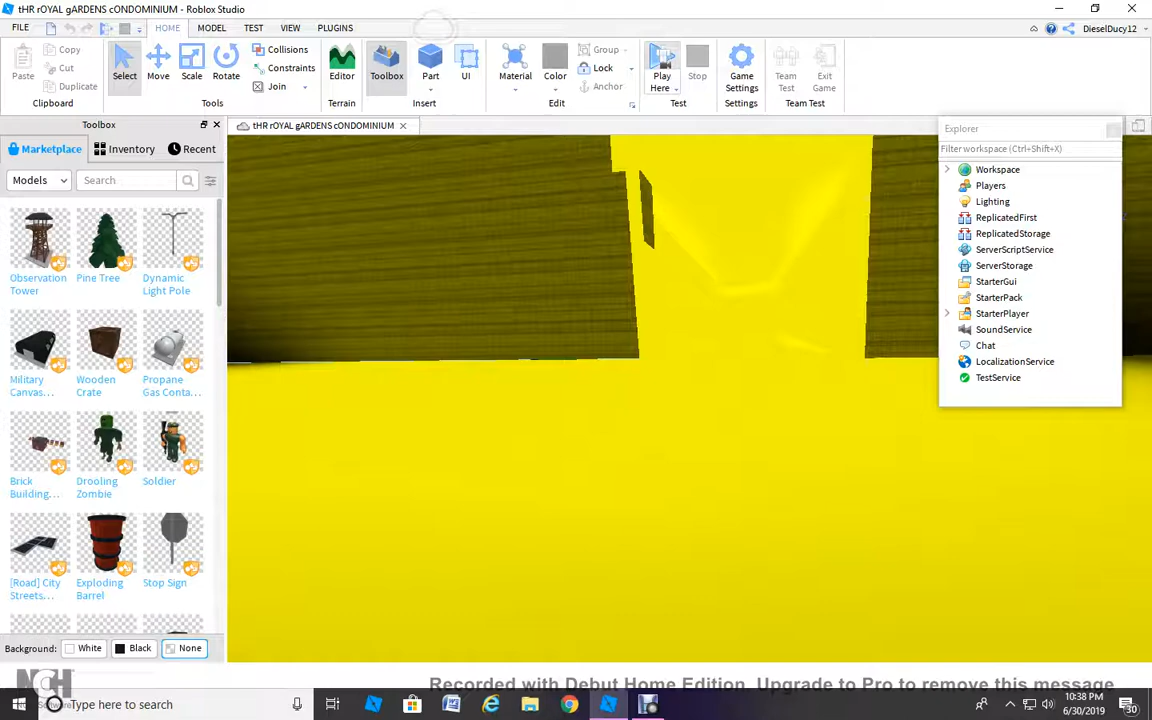 tHR rOYAL gARDENS cONDOMINIUM - Roblox Studio
FILE HOME MODEL TEST VIEW PLUGINS DieselDucy12
Paste Copy Cut Duplicate
Clipboard
Select Move Scale Rotate Collisions Constraints Join
Tools
Editor
Terrain
Toolbox Part UI
Insert
Material Color Group Lock Anchor
Edit
Play Here Stop
Test
Game Settings
Settings
Team Test Exit Game
Team Test
Toolbox
Marketplace Inventory Recent
Models Search
Observation Tower
Pine Tree
Dynamic Light Pole
Military Canvas...
Wooden Crate
Propane Gas Conta...
Brick Building...
Drooling Zombie
Soldier
[Road] City Streets...
Exploding Barrel
Stop Sign
Background: White Black None
tHR rOYAL gARDENS cONDOMINIUM
Explorer
Filter workspace (Ctrl+Shift+X)
Workspace
Players
Lighting
ReplicatedFirst
ReplicatedStorage
ServerScriptService
ServerStorage
StarterGui
StarterPack
StarterPlayer
SoundService
Chat
LocalizationService
TestService
NCH
Recorded with Debut Home Edition. Upgrade to Pro to remove this message
Type here to search
10:38 PM
6/30/2019
30